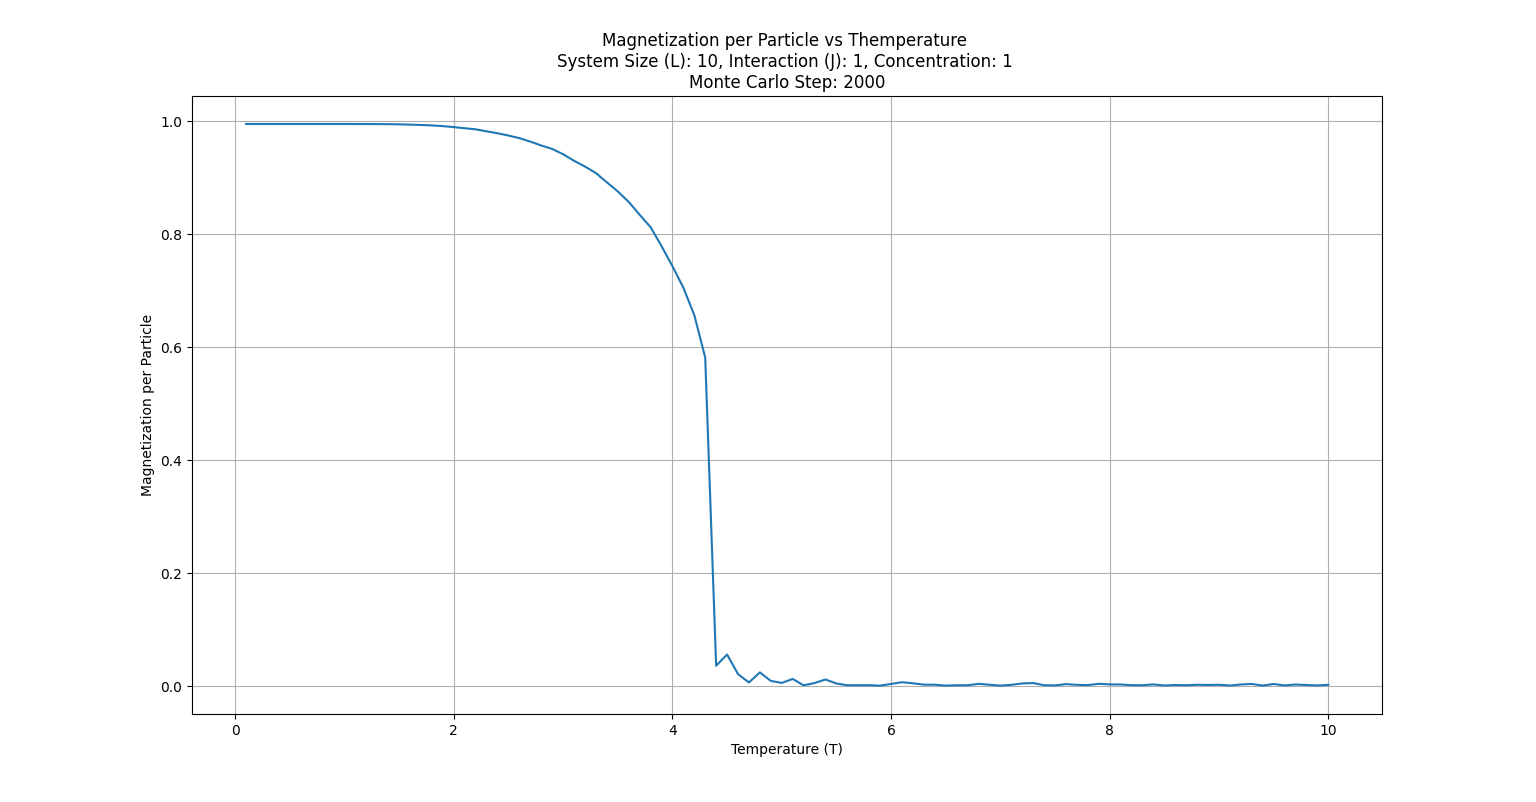 Magnetization per Particle vs Themperature
System Size (L): 10, Interaction (J): 1, Concentration: 1
Monte Carlo Step: 2000
Magnetization per Particle
1.0
0.8
0.6
0.4
0.2
0.0
0 2 4 6 8 10
Temperature (T)